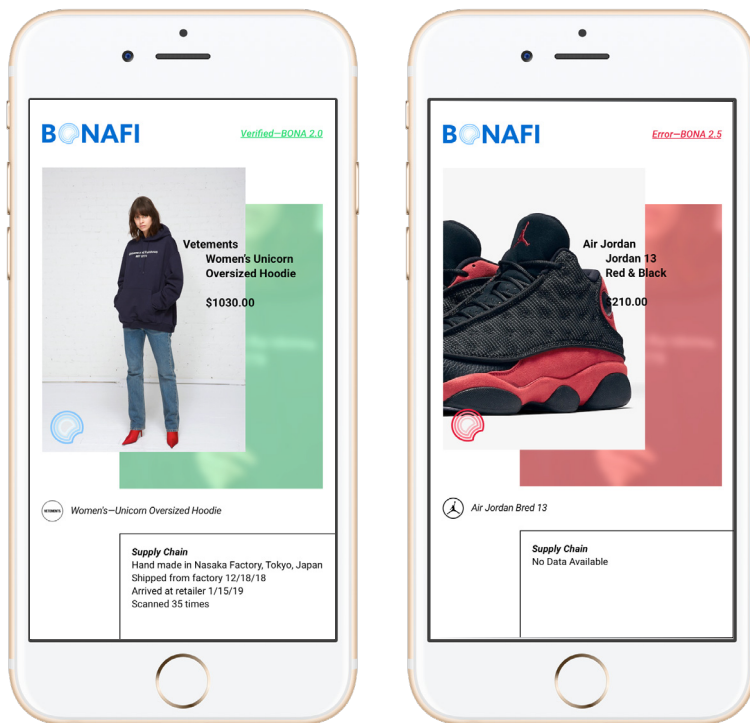 BONAFI
Verified—BONA 2.0
Vetements
Women's Unicorn
Oversized Hoodie
$1030.00
VETEMENTS
Women's—Unicorn Oversized Hoodie
Supply Chain
Hand made in Nasaka Factory, Tokyo, Japan
Shipped from factory 12/18/18
Arrived at retailer 1/15/19
Scanned 35 times
BONAFI
Error—BONA 2.5
Air Jordan
Jordan 13
Red & Black
$210.00
Air Jordan Bred 13
Supply Chain
No Data Available